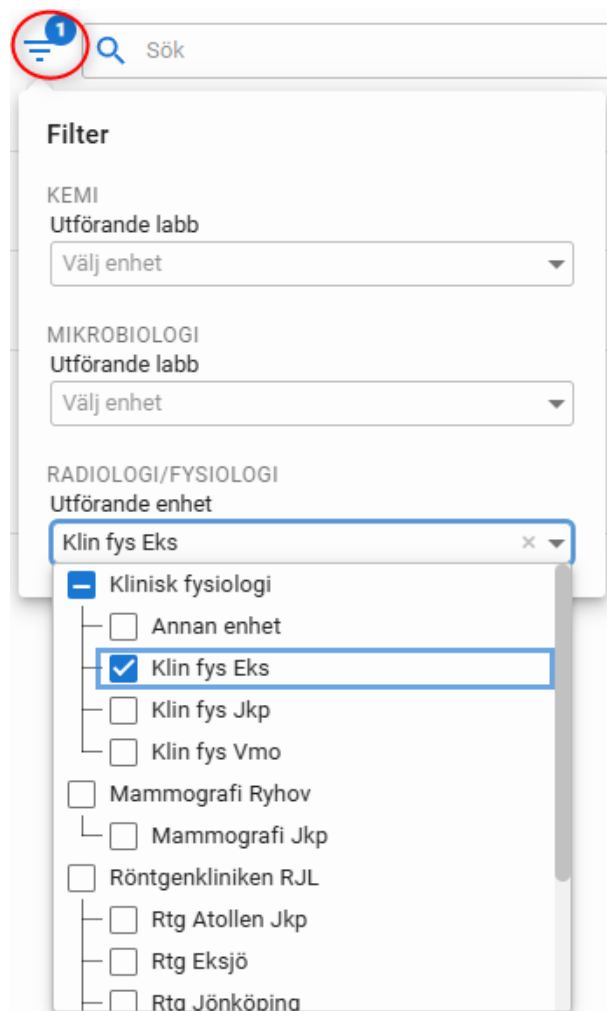 1
Sök
Filter
KEMI
Utförande labb
Välj enhet
MIKROBIOLOGI
Utförande labb
Välj enhet
RADIOLOGI/FYSIOLOGI
Utförande enhet
Klin fys Eks
Klinisk fysiologi
Annan enhet
Klin fys Eks
Klin fys Jkp
Klin fys Vmo
Mammografi Ryhov
Mammografi Jkp
Röntgenkliniken RJL
Rtg Atollen Jkp
Rtg Eksjö
Rtg Jönköping